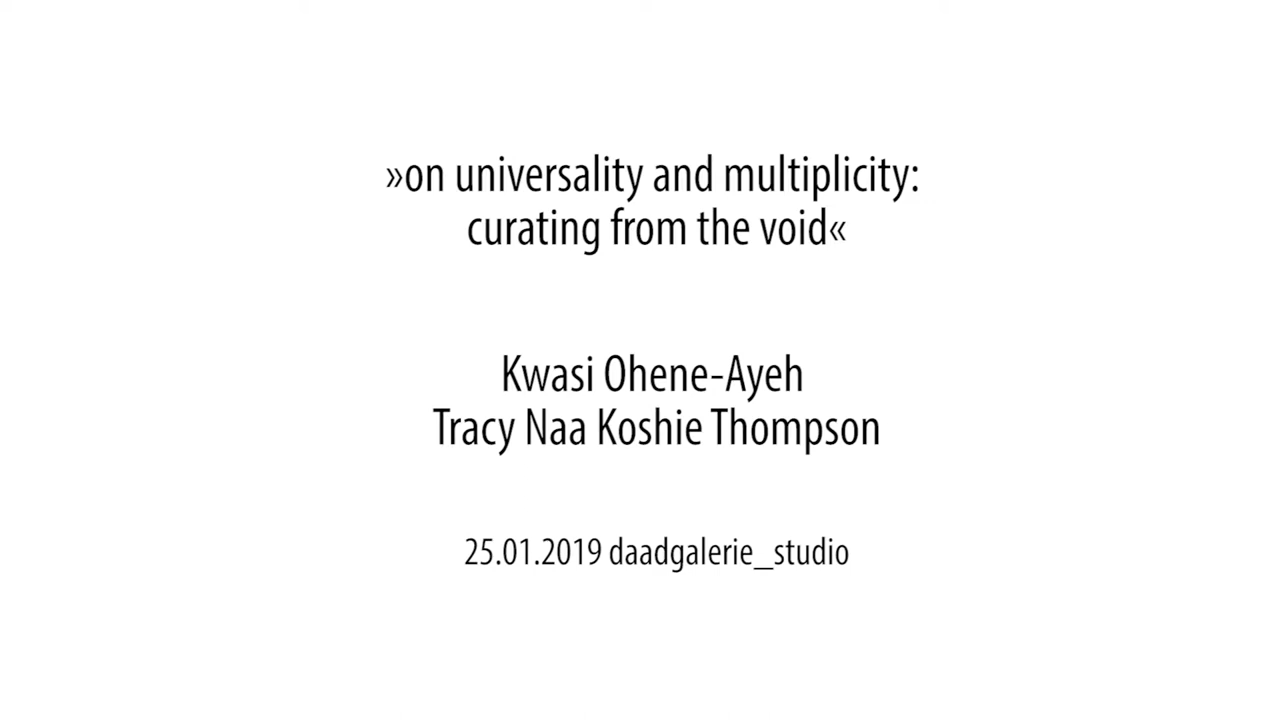 »on universality and multiplicity:
curating from the void«
Kwasi Ohene-Ayeh
Tracy Naa Koshie Thompson
25.01.2019 daadgalerie_studio